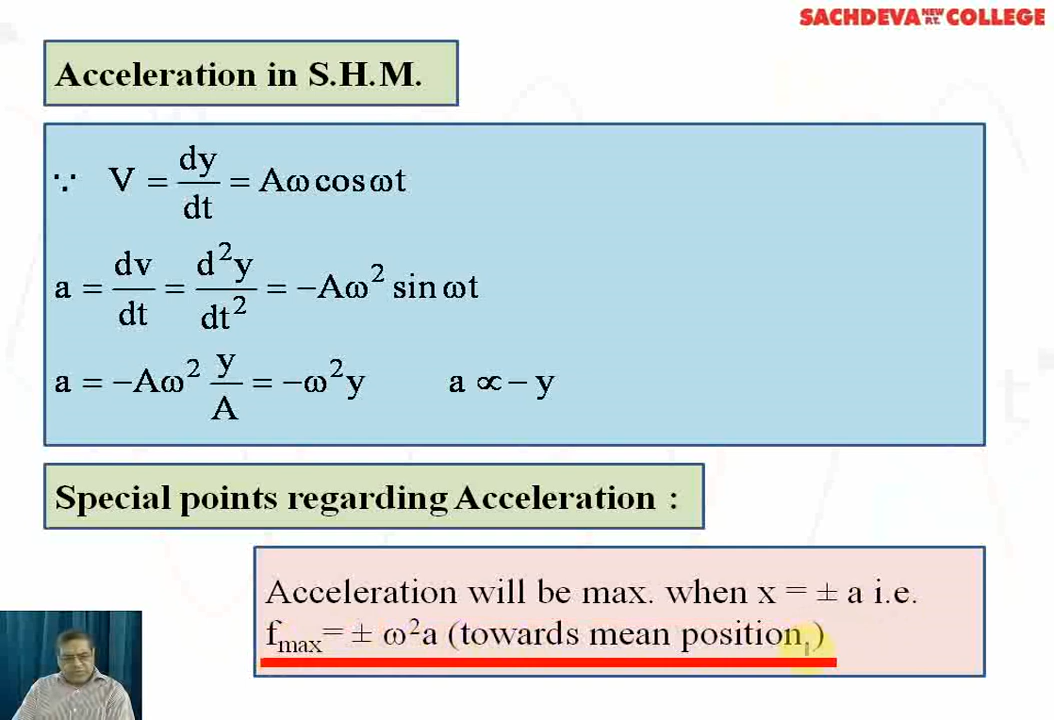 SACHDEVA NEW P.T. COLLEGE
Acceleration in S.H.M.
∵ V = dy/dt = Aω cos ωt
a = dv/dt = d²y/dt² = −Aω² sin ωt
a = −Aω² y/A = −ω²y a ∝ − y
Special points regarding Acceleration :
Acceleration will be max. when x = ± a i.e.
fmax= ± ω²a (towards mean position,)